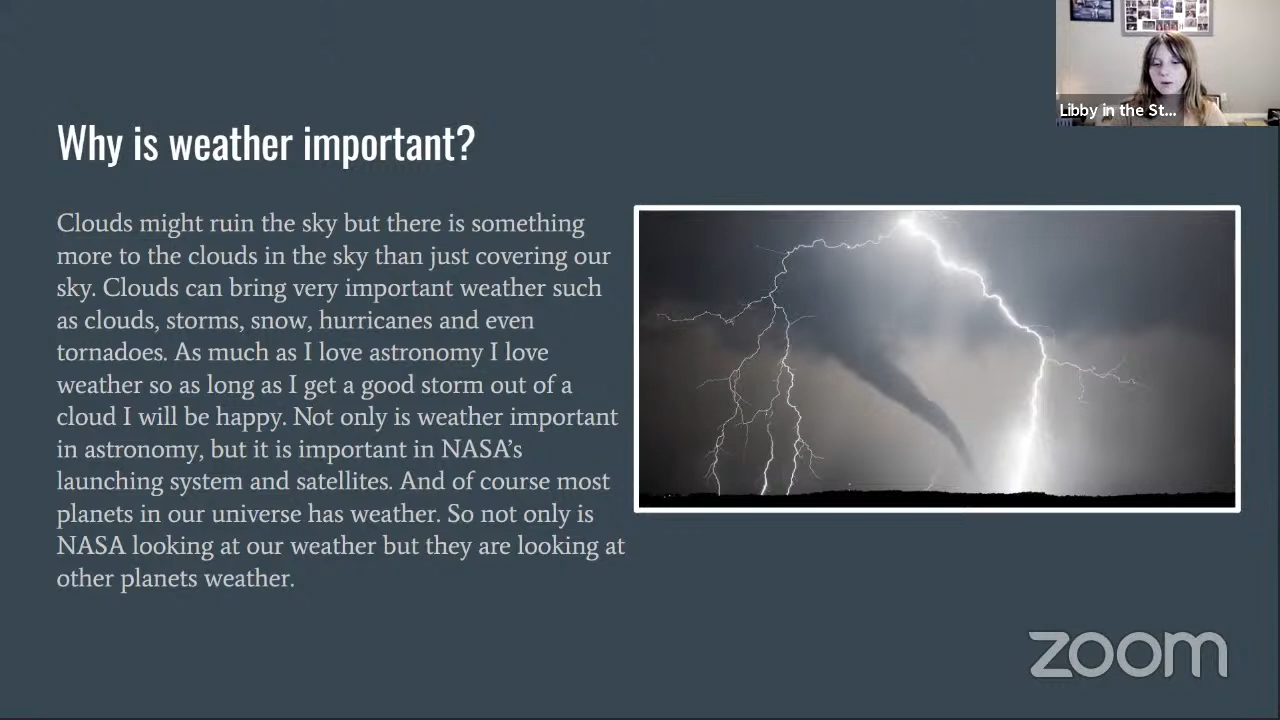 Libby in the St...
Why is weather important?
Clouds might ruin the sky but there is something
more to the clouds in the sky than just covering our
sky. Clouds can bring very important weather such
as clouds, storms, snow, hurricanes and even
tornadoes. As much as I love astronomy I love
weather so as long as I get a good storm out of a
cloud I will be happy. Not only is weather important
in astronomy, but it is important in NASA’s
launching system and satellites. And of course most
planets in our universe has weather. So not only is
NASA looking at our weather but they are looking at
other planets weather.
zoom